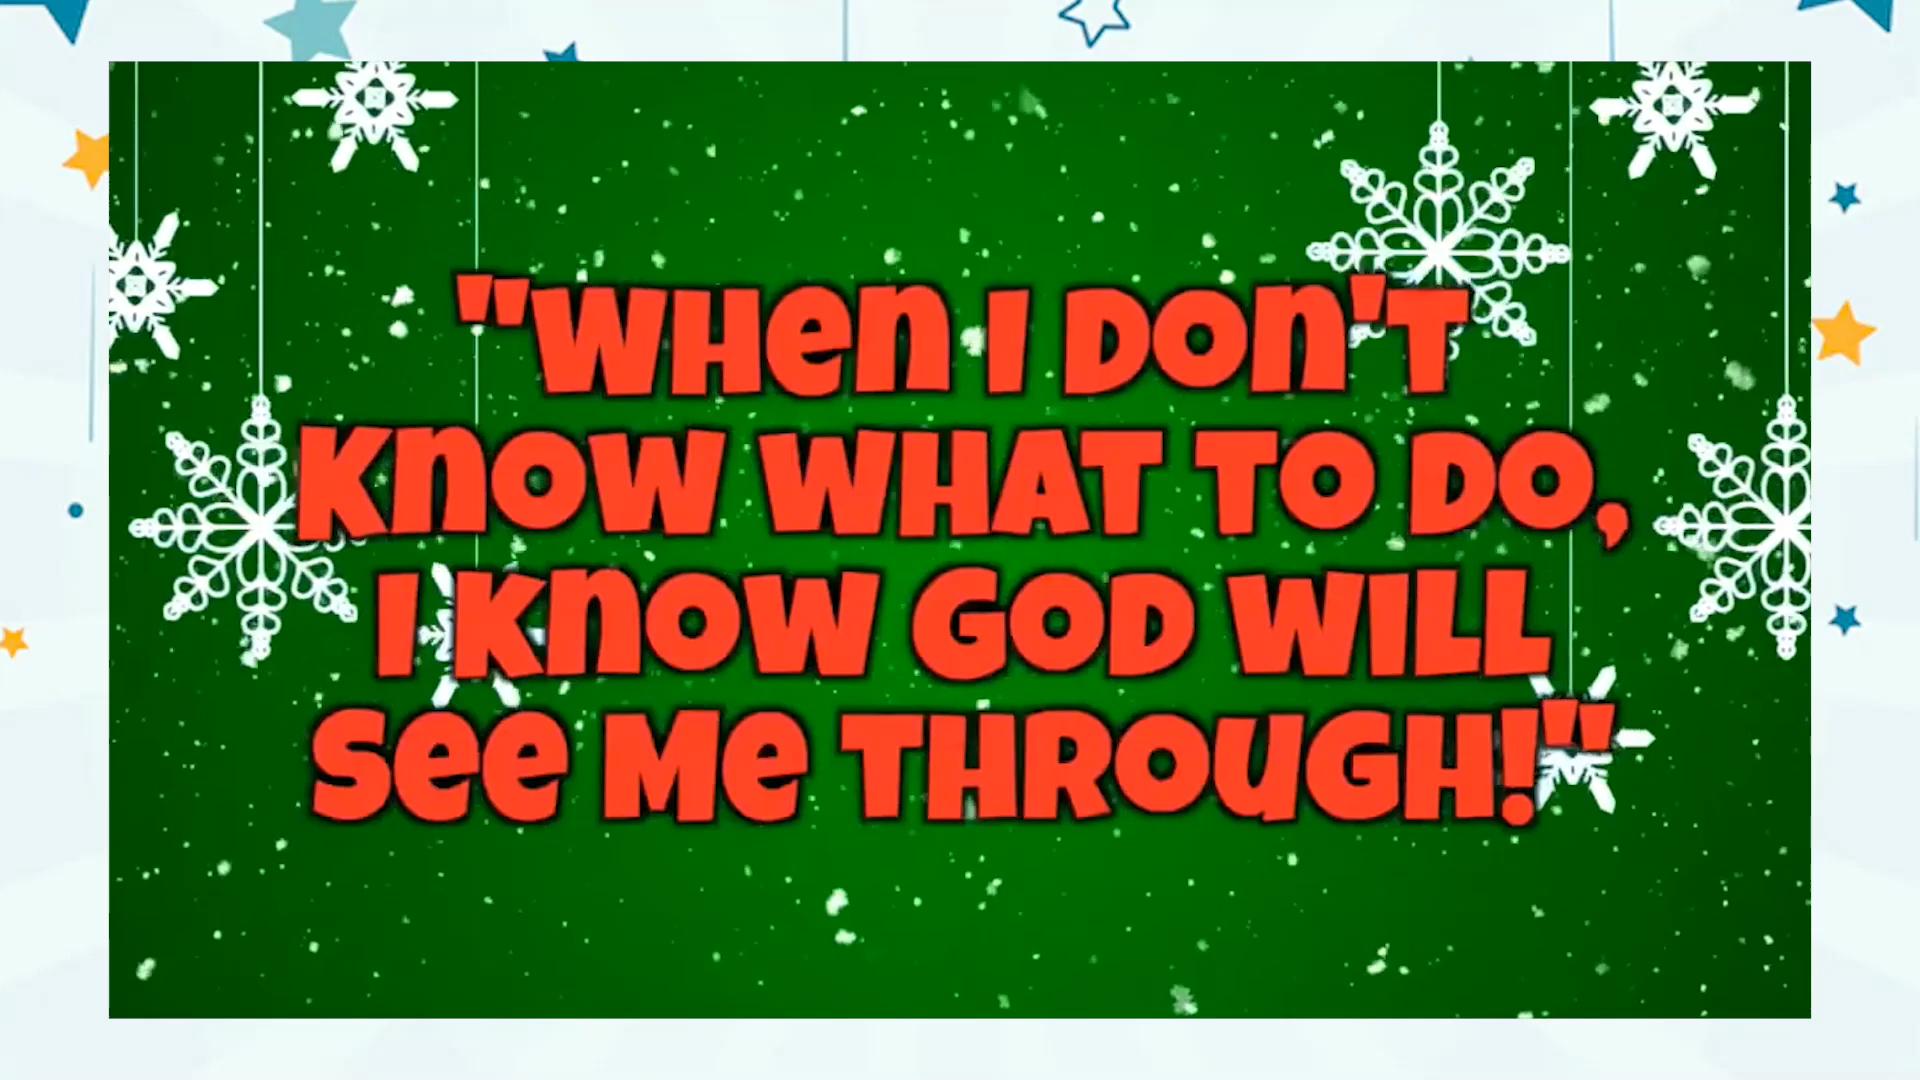 "WHen I DON'T
KNOW WHAT TO DO,
I KNOW GOD WILL
See Me THROUGH!"